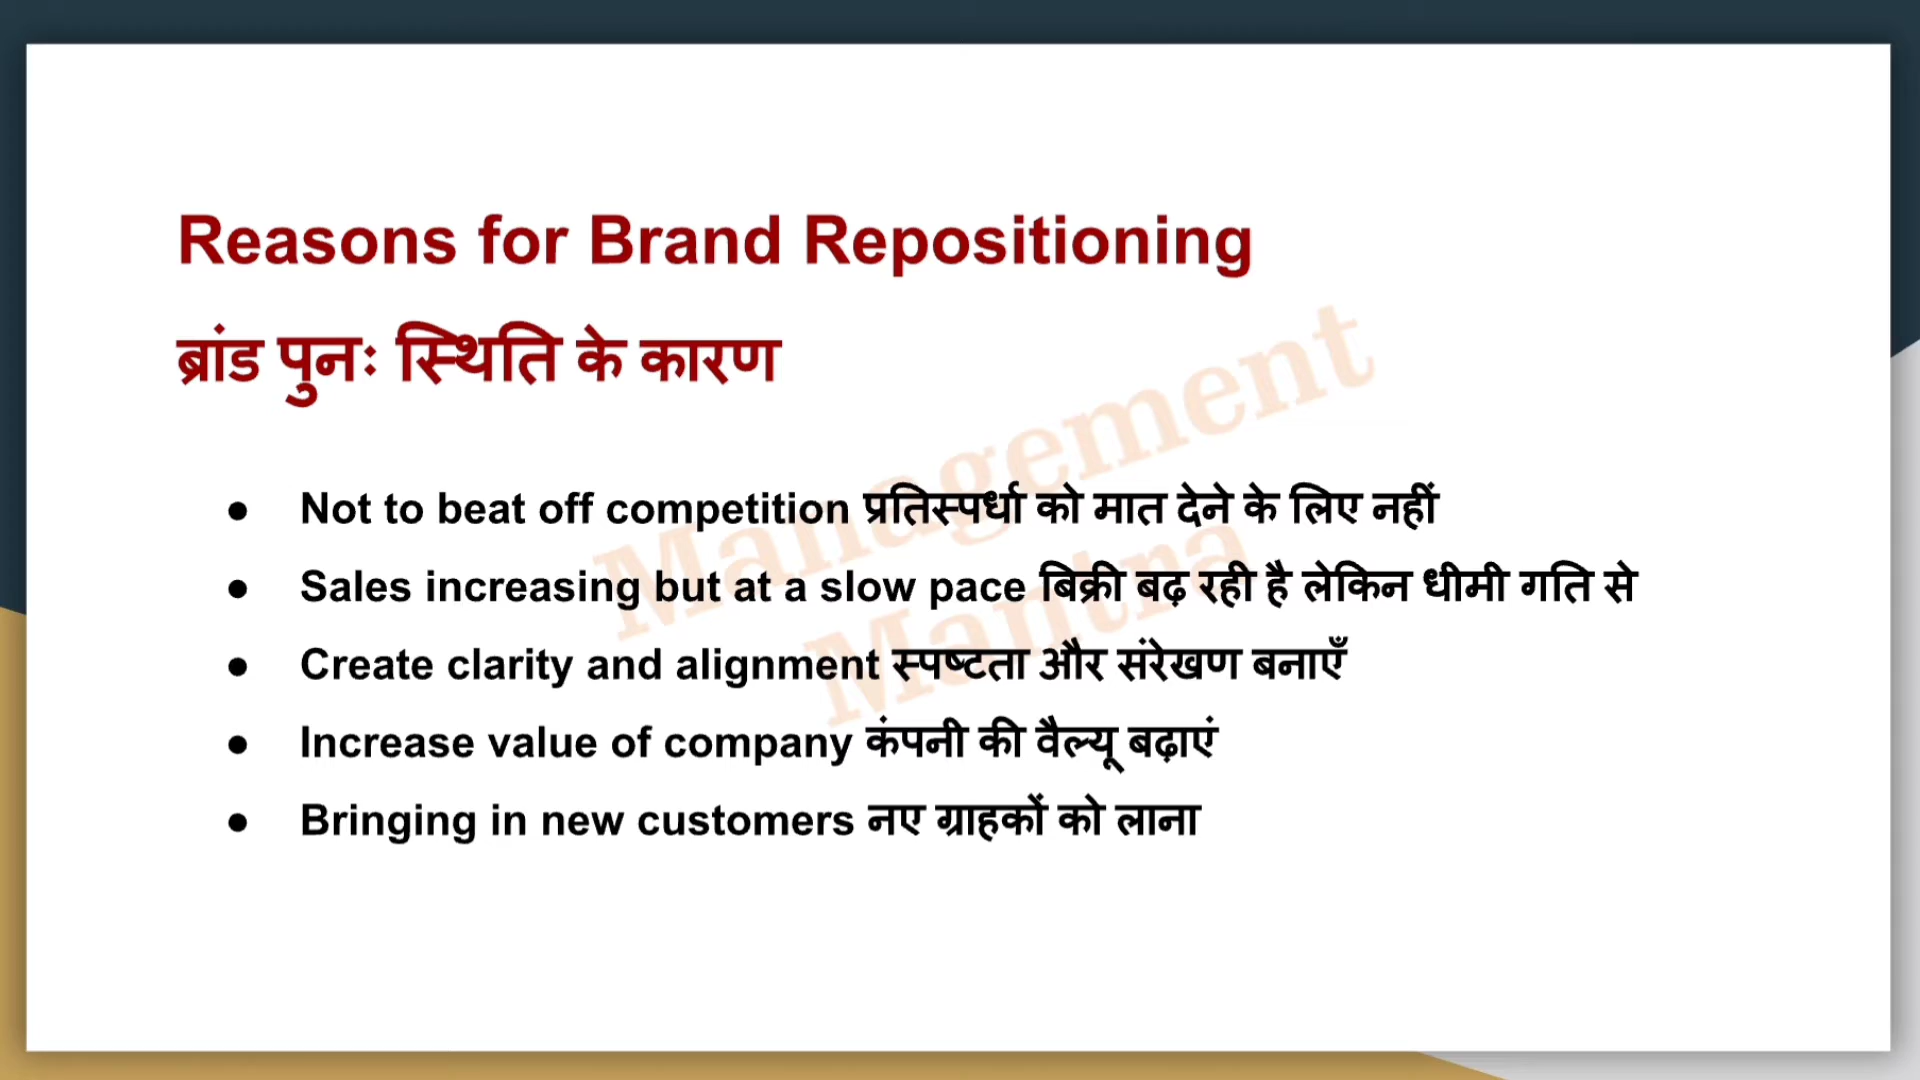 Reasons for Brand Repositioning
ब्रांड पुनः स्थिति के कारण
Management
Mantra
● Not to beat off competition प्रतिस्पर्धा को मात देने के लिए नहीं
● Sales increasing but at a slow pace बिक्री बढ़ रही है लेकिन धीमी गति से
● Create clarity and alignment स्पष्टता और संरेखण बनाएँ
● Increase value of company कंपनी की वैल्यू बढ़ाएं
● Bringing in new customers नए ग्राहकों को लाना